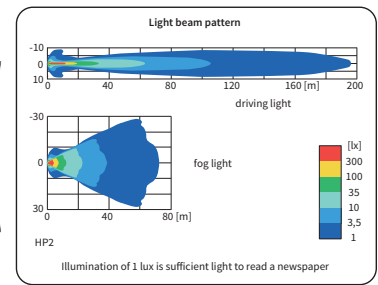 Light beam pattern
-10
0
10
0 40 80 120 160 [m] 200
driving light
-30
0
30
0 40 80 [m]
fog light
[lx]
300
100
35
10
3,5
1
HP2
Illumination of 1 lux is sufficient light to read a newspaper